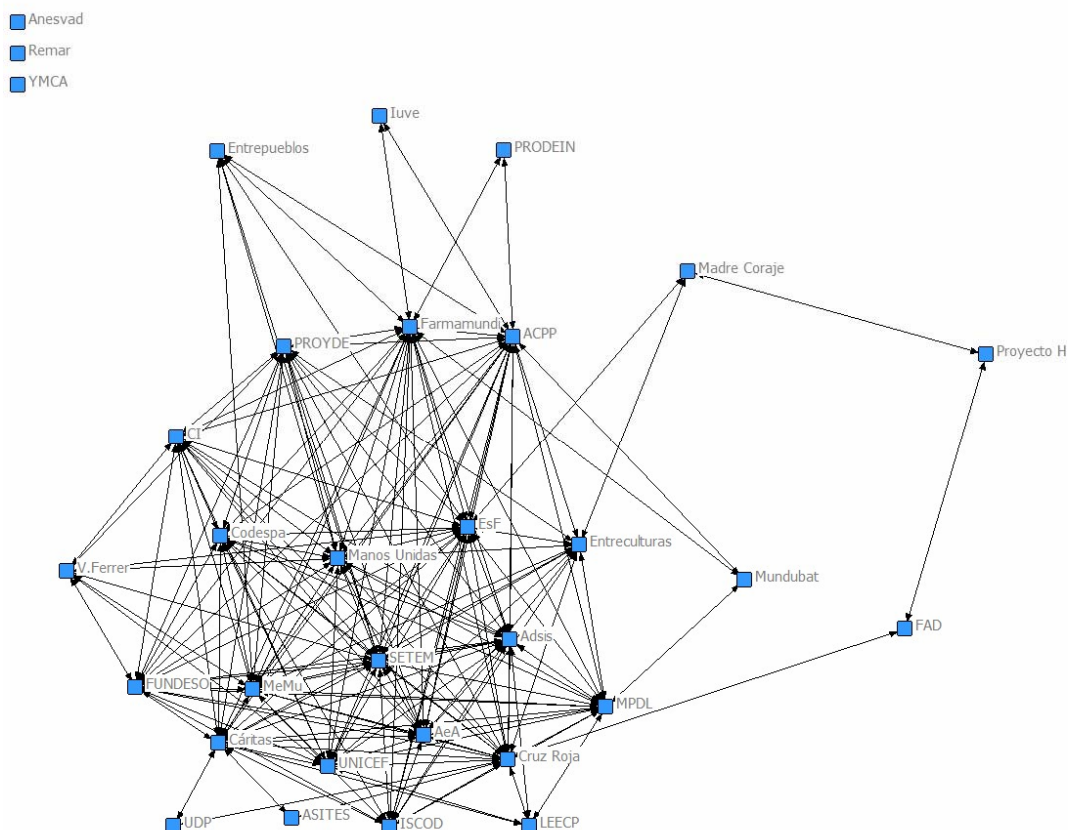 Anesvad
Remar
YMCA
Iuve
Entrepueblos
PRODEIN
Madre Coraje
Farmamundi
ACPP
PROYDE
Proyecto H
CI
EsF
Codespa
Entreculturas
Manos Unidas
V.Ferrer
Mundubat
FAD
Adsis
SETEM
FUNDESO
MeMu
MPDL
AeA
Cáritas
Cruz Roja
UNICEF
ASITES
UDP
ISCOD
LEECP